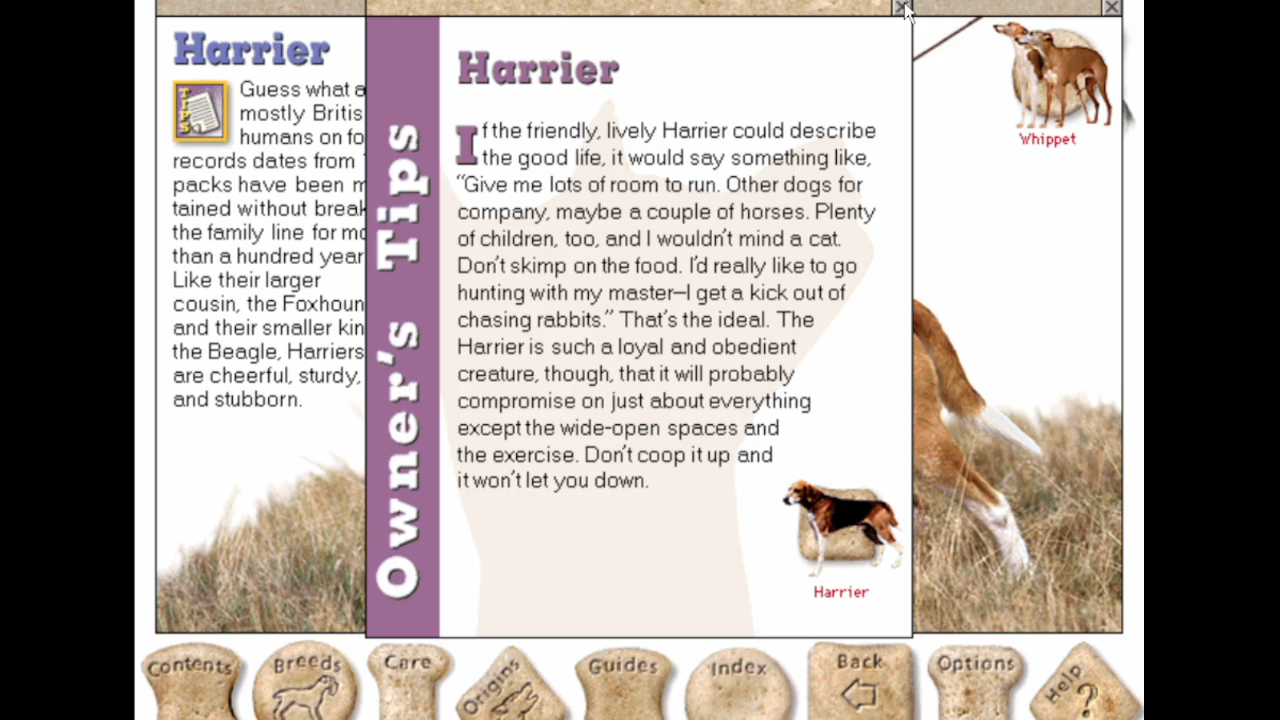 Harrier
TIPS
Guess what a
mostly Britis
humans on fo
records dates from
packs have been m
tained without break
the family line for mo
than a hundred year
Like their larger
cousin, the Foxhoun
and their smaller kin
the Beagle, Harriers
are cheerful, sturdy,
and stubborn.
Owner's Tips
Harrier
If the friendly, lively Harrier could describe
the good life, it would say something like,
“Give me lots of room to run. Other dogs for
company, maybe a couple of horses. Plenty
of children, too, and I wouldn't mind a cat.
Don't skimp on the food. I'd really like to go
hunting with my master—I get a kick out of
chasing rabbits.” That's the ideal. The
Harrier is such a loyal and obedient
creature, though, that it will probably
compromise on just about everything
except the wide-open spaces and
the exercise. Don't coop it up and
it won't let you down.
Harrier
Whippet
Contents
Breeds
Care
Origins
Guides
Index
Back
Options
Help
?